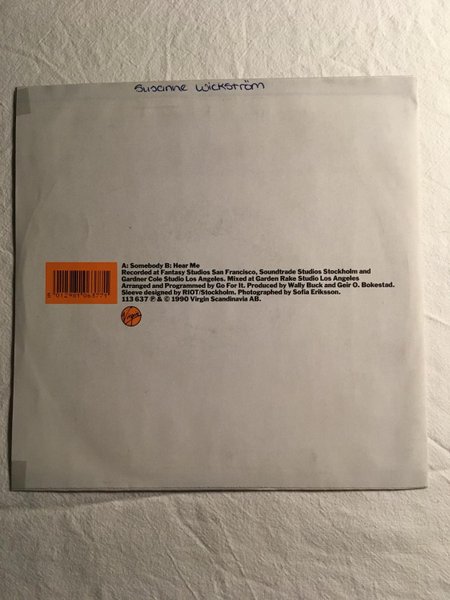 Susanne Wickström
A: Somebody B: Hear Me
Recorded at Fantasy Studios San Francisco, Soundtrade Studios Stockholm and
Gardner Cole Studio Los Angeles. Mixed at Garden Rake Studio Los Angeles
Arranged and Programmed by Go For It. Produced by Wally Buck and Geir O. Bokestad.
Sleeve designed by RIOT/Stockholm. Photographed by Sofia Eriksson.
113 637 ℗ & © 1990 Virgin Scandinavia AB.
5 012981 063771
Virgin